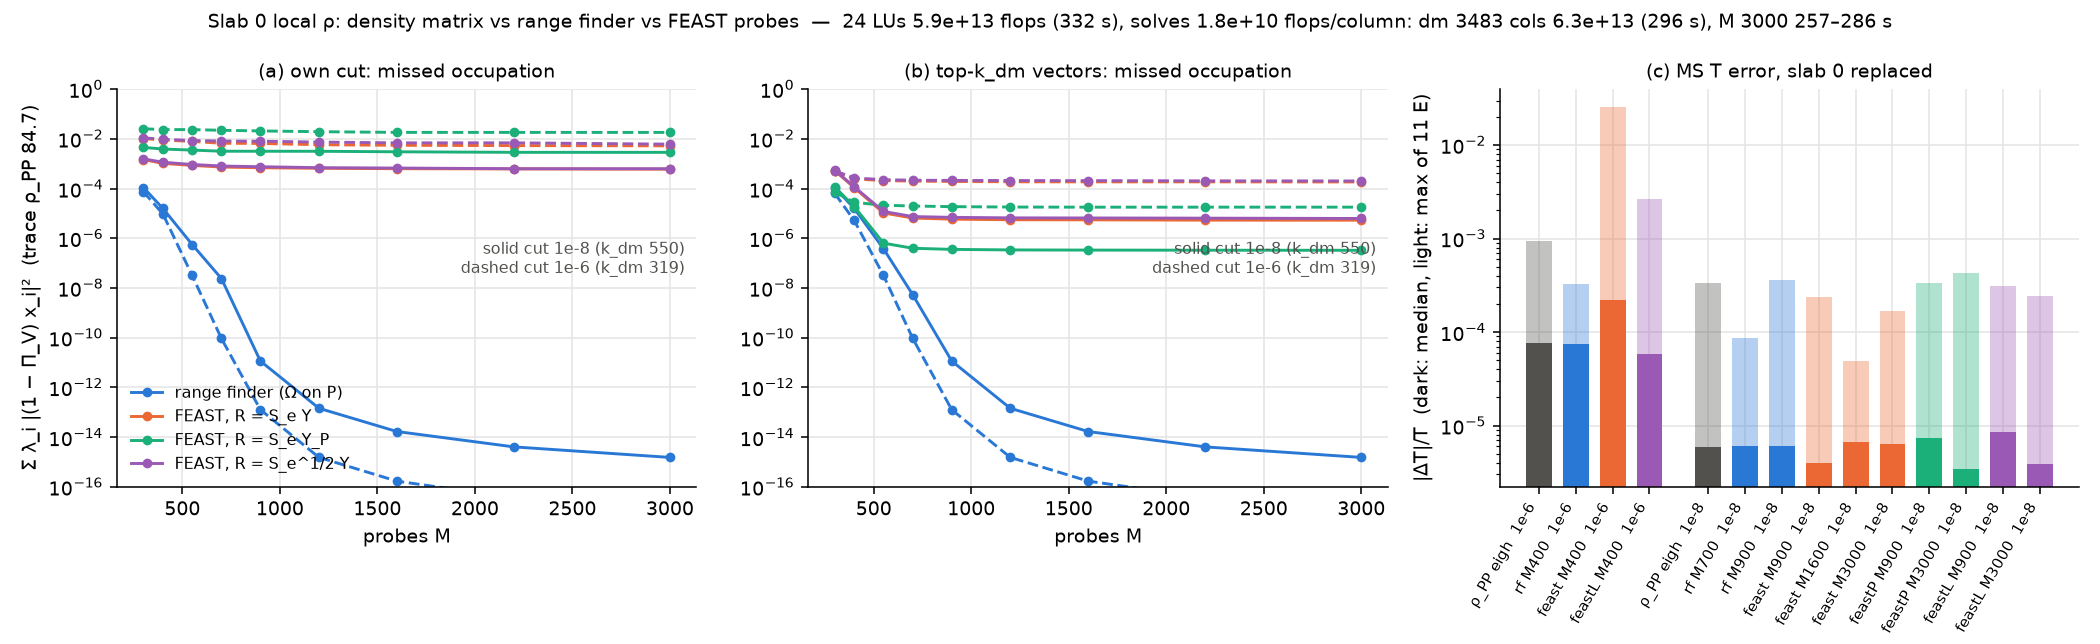 Slab 0 local ρ: density matrix vs range finder vs FEAST probes — 24 LUs 5.9e+13 flops (332 s), solves 1.8e+10 flops/column: dm 3483 cols 6.3e+13 (296 s), M 3000 257–286 s
(a) own cut: missed occupation
Σ λ_i |(1 − Π_V) x_i|² (trace ρ_PP 84.7)
10⁰
10⁻²
10⁻⁴
10⁻⁶
10⁻⁸
10⁻¹⁰
10⁻¹²
10⁻¹⁴
10⁻¹⁶
solid cut 1e-8 (k_dm 550)
dashed cut 1e-6 (k_dm 319)
range finder (Ω on P)
FEAST, R = S_e Y
FEAST, R = S_e Y_P
FEAST, R = S_e^1/2 Y
500 1000 1500 2000 2500 3000
probes M
(b) top-k_dm vectors: missed occupation
10⁰
10⁻²
10⁻⁴
10⁻⁶
10⁻⁸
10⁻¹⁰
10⁻¹²
10⁻¹⁴
10⁻¹⁶
solid cut 1e-8 (k_dm 550)
dashed cut 1e-6 (k_dm 319)
500 1000 1500 2000 2500 3000
probes M
(c) MS T error, slab 0 replaced
|ΔT|/T (dark: median, light: max of 11 E)
10⁻²
10⁻³
10⁻⁴
10⁻⁵
ρ_PP eigh 1e-6
rf M400 1e-6
feast M400 1e-6
feastL M400 1e-6
ρ_PP eigh 1e-8
rf M700 1e-8
rf M900 1e-8
feast M900 1e-8
feast M1600 1e-8
feast M3000 1e-8
feastP M900 1e-8
feastP M3000 1e-8
feastL M900 1e-8
feastL M3000 1e-8